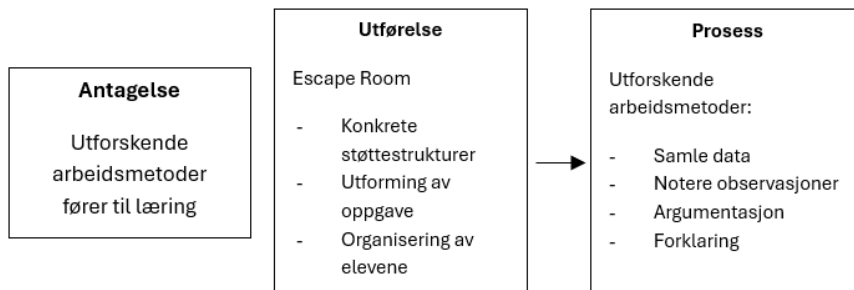 Antagelse
Utforskende
arbeidsmetoder
fører til læring
Utførelse
Escape Room
- Konkrete
støttestrukturer
- Utforming av
oppgave
- Organisering av
elevene
Prosess
Utforskende
arbeidsmetoder:
- Samle data
- Notere observasjoner
- Argumentasjon
- Forklaring